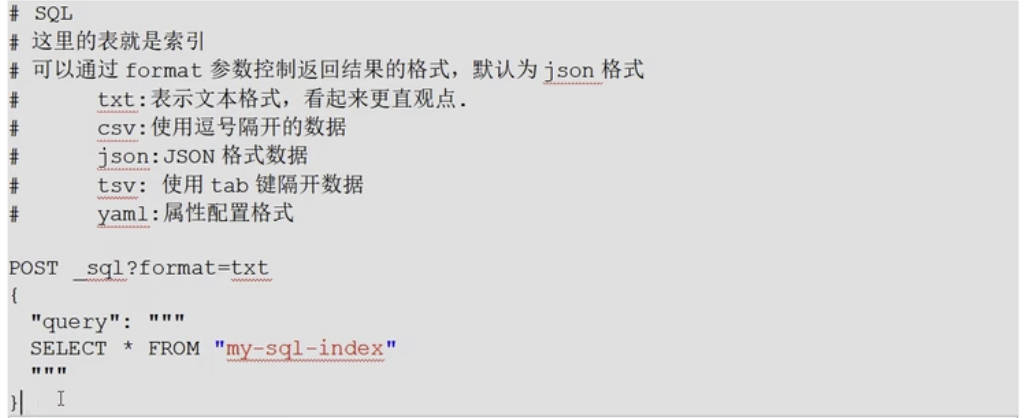 # SQL
# 这里的表就是索引
# 可以通过 format 参数控制返回结果的格式，默认为 json 格式
#      txt:表示文本格式，看起来更直观点.
#      csv:使用逗号隔开的数据
#      json:JSON 格式数据
#      tsv: 使用 tab 键隔开数据
#      yaml:属性配置格式
POST _sql?format=txt
{
  "query": """
  SELECT * FROM "my-sql-index"
  """
}